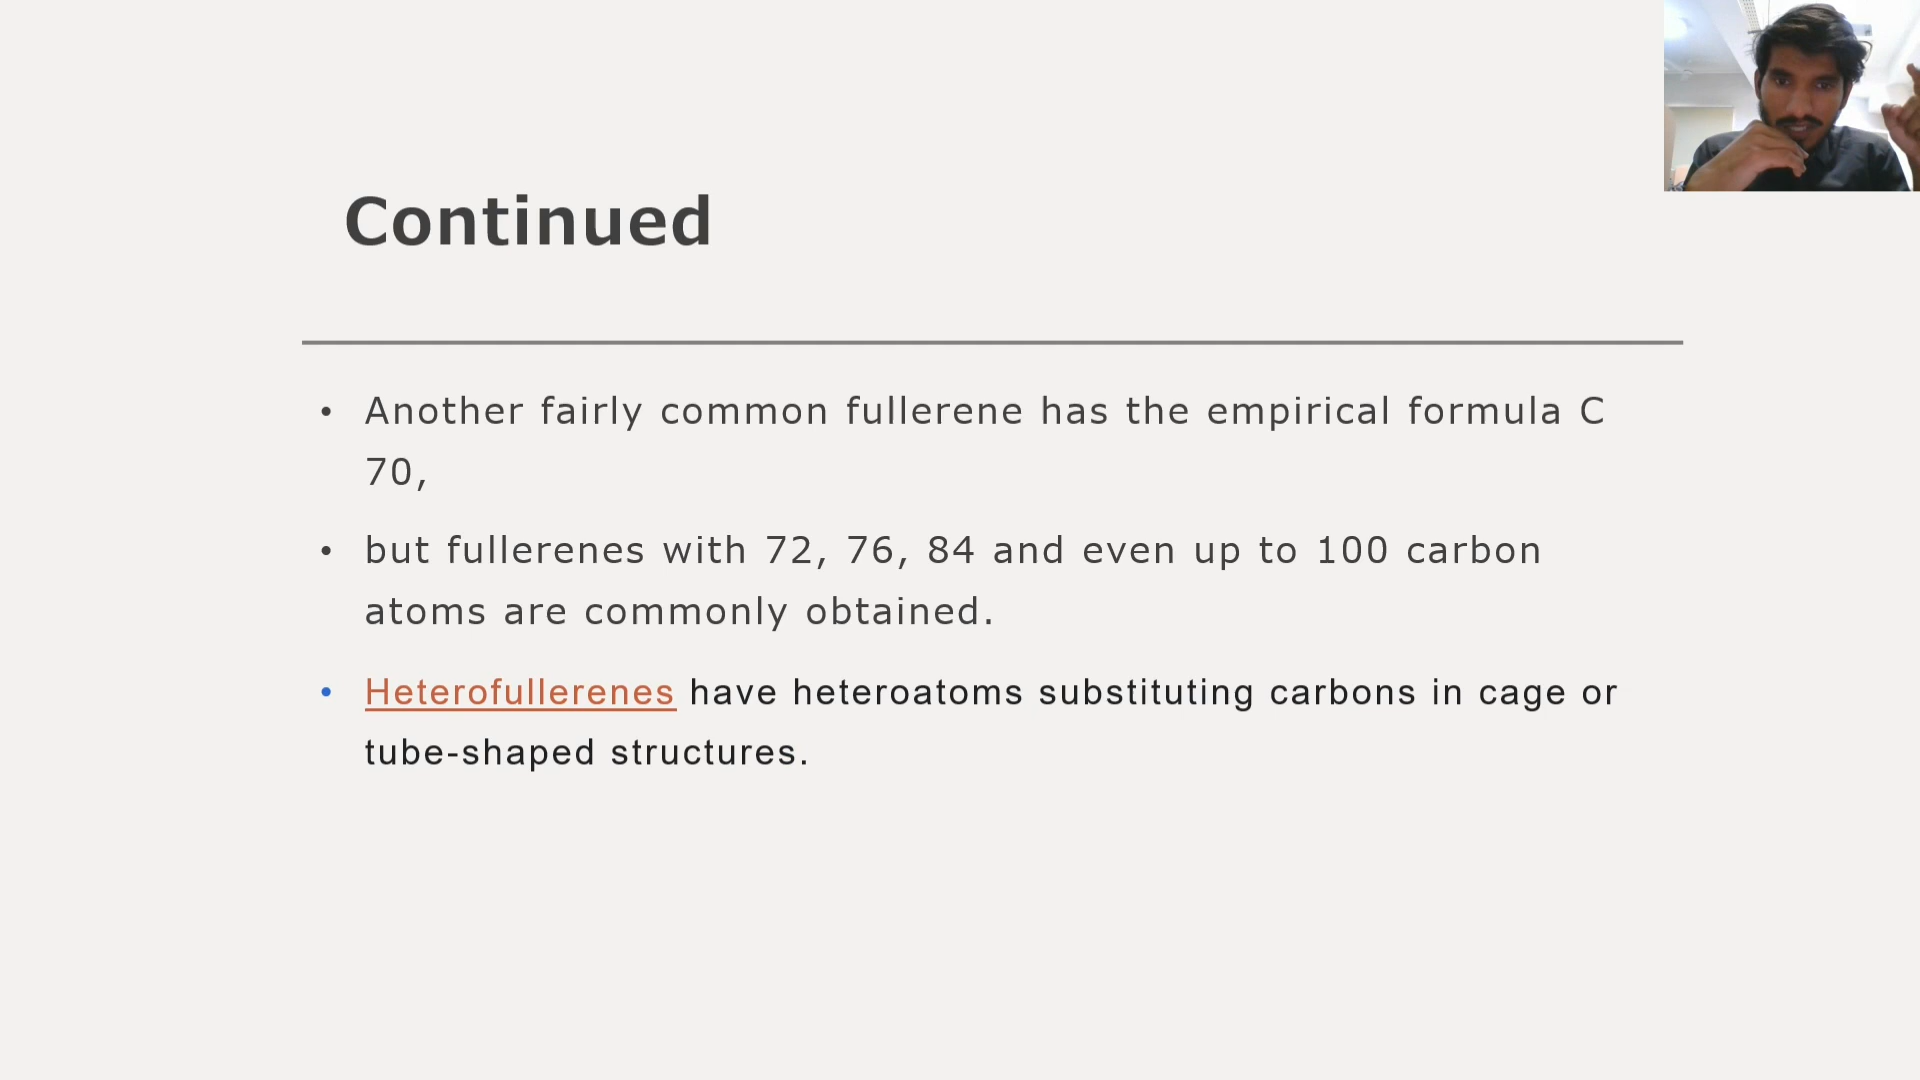 Continued
• Another fairly common fullerene has the empirical formula C
70,
• but fullerenes with 72, 76, 84 and even up to 100 carbon
atoms are commonly obtained.
• Heterofullerenes have heteroatoms substituting carbons in cage or
tube-shaped structures.